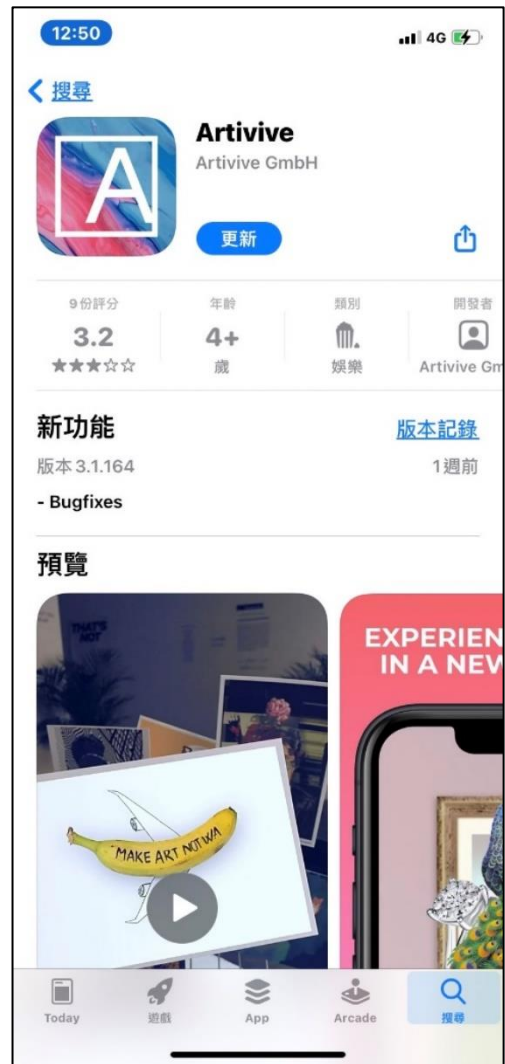 12:50
4G
搜尋
A
Artivive
Artivive GmbH
更新
9份評分
年齡
類別
開發者
3.2
4+
★★★☆☆
歲
娛樂
Artivive Gm
新功能
版本記錄
版本 3.1.164
1週前
- Bugfixes
預覽
THAT'S
NOT
EXPERIEN
IN A NEW
MAKE ART NOT WA
Today
遊戲
App
Arcade
搜尋